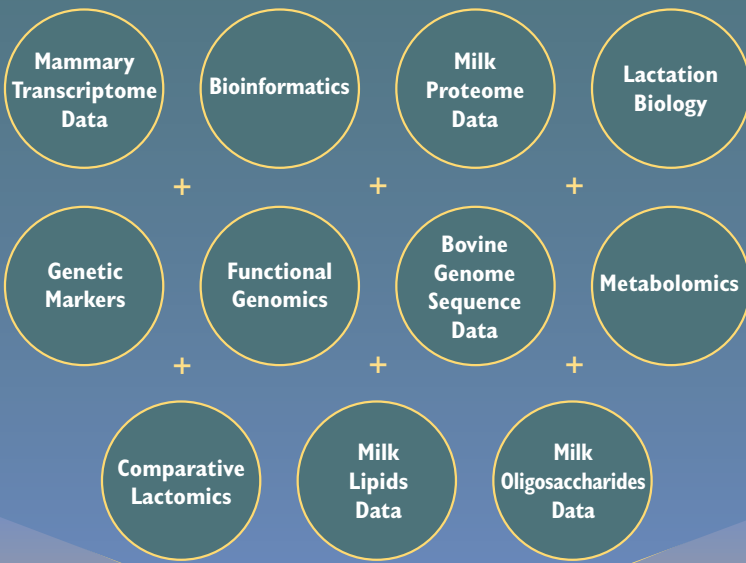 Mammary
Transcriptome
Data
Bioinformatics
Milk
Proteome
Data
Lactation
Biology
+ + +
Genetic
Markers
Functional
Genomics
Bovine
Genome
Sequence
Data
Metabolomics
+ + +
Comparative
Lactomics
Milk
Lipids
Data
Milk
Oligosaccharides
Data